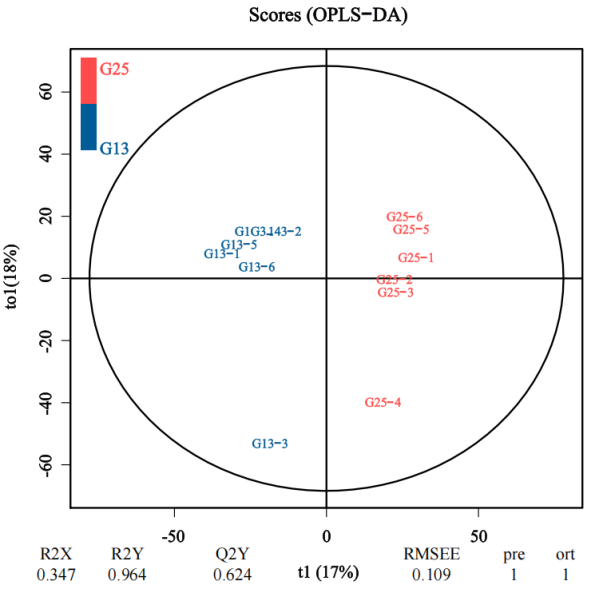 Scores (OPLS-DA)
G25
G13
60
40
20
0
-20
-40
-60
to1(18%)
G25-6
G25-5
G13-2
G13-5
G13-1
G25-1
G13-6
G25-2
G25-3
G25-4
G13-3
-50
0
50
R2X R2Y Q2Y RMSEE pre ort
0.347 0.964 0.624 t1 (17%) 0.109 1 1